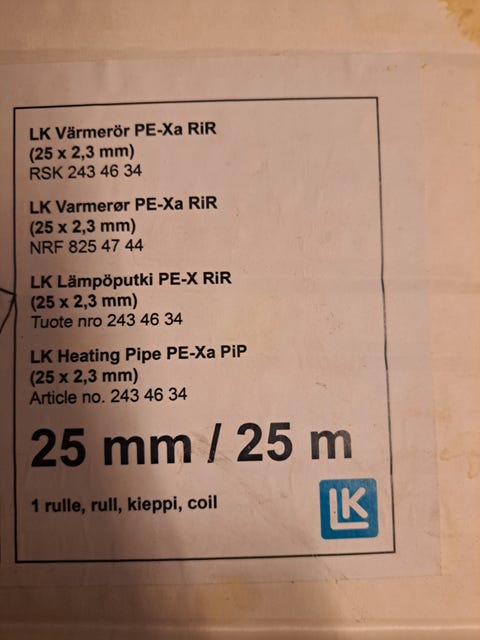 LK Värmerör PE-Xa RiR
(25 x 2,3 mm)
RSK 243 46 34
LK Varmerør PE-Xa RiR
(25 x 2,3 mm)
NRF 825 47 44
LK Lämpöputki PE-X RiR
(25 x 2,3 mm)
Tuote nro 243 46 34
LK Heating Pipe PE-Xa PiP
(25 x 2,3 mm)
Article no. 243 46 34
25 mm / 25 m
1 rulle, rull, kieppi, coil
LK